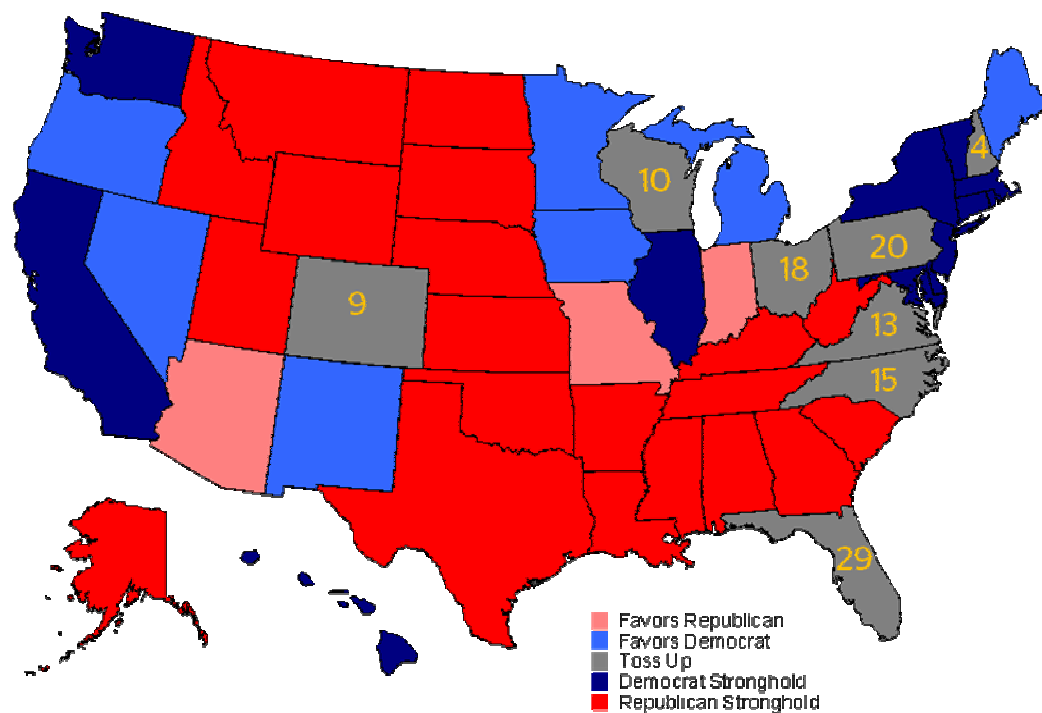 4
10
20
18
9
13
15
29
Favors Republican
Favors Democrat
Toss Up
Democrat Stronghold
Republican Stronghold